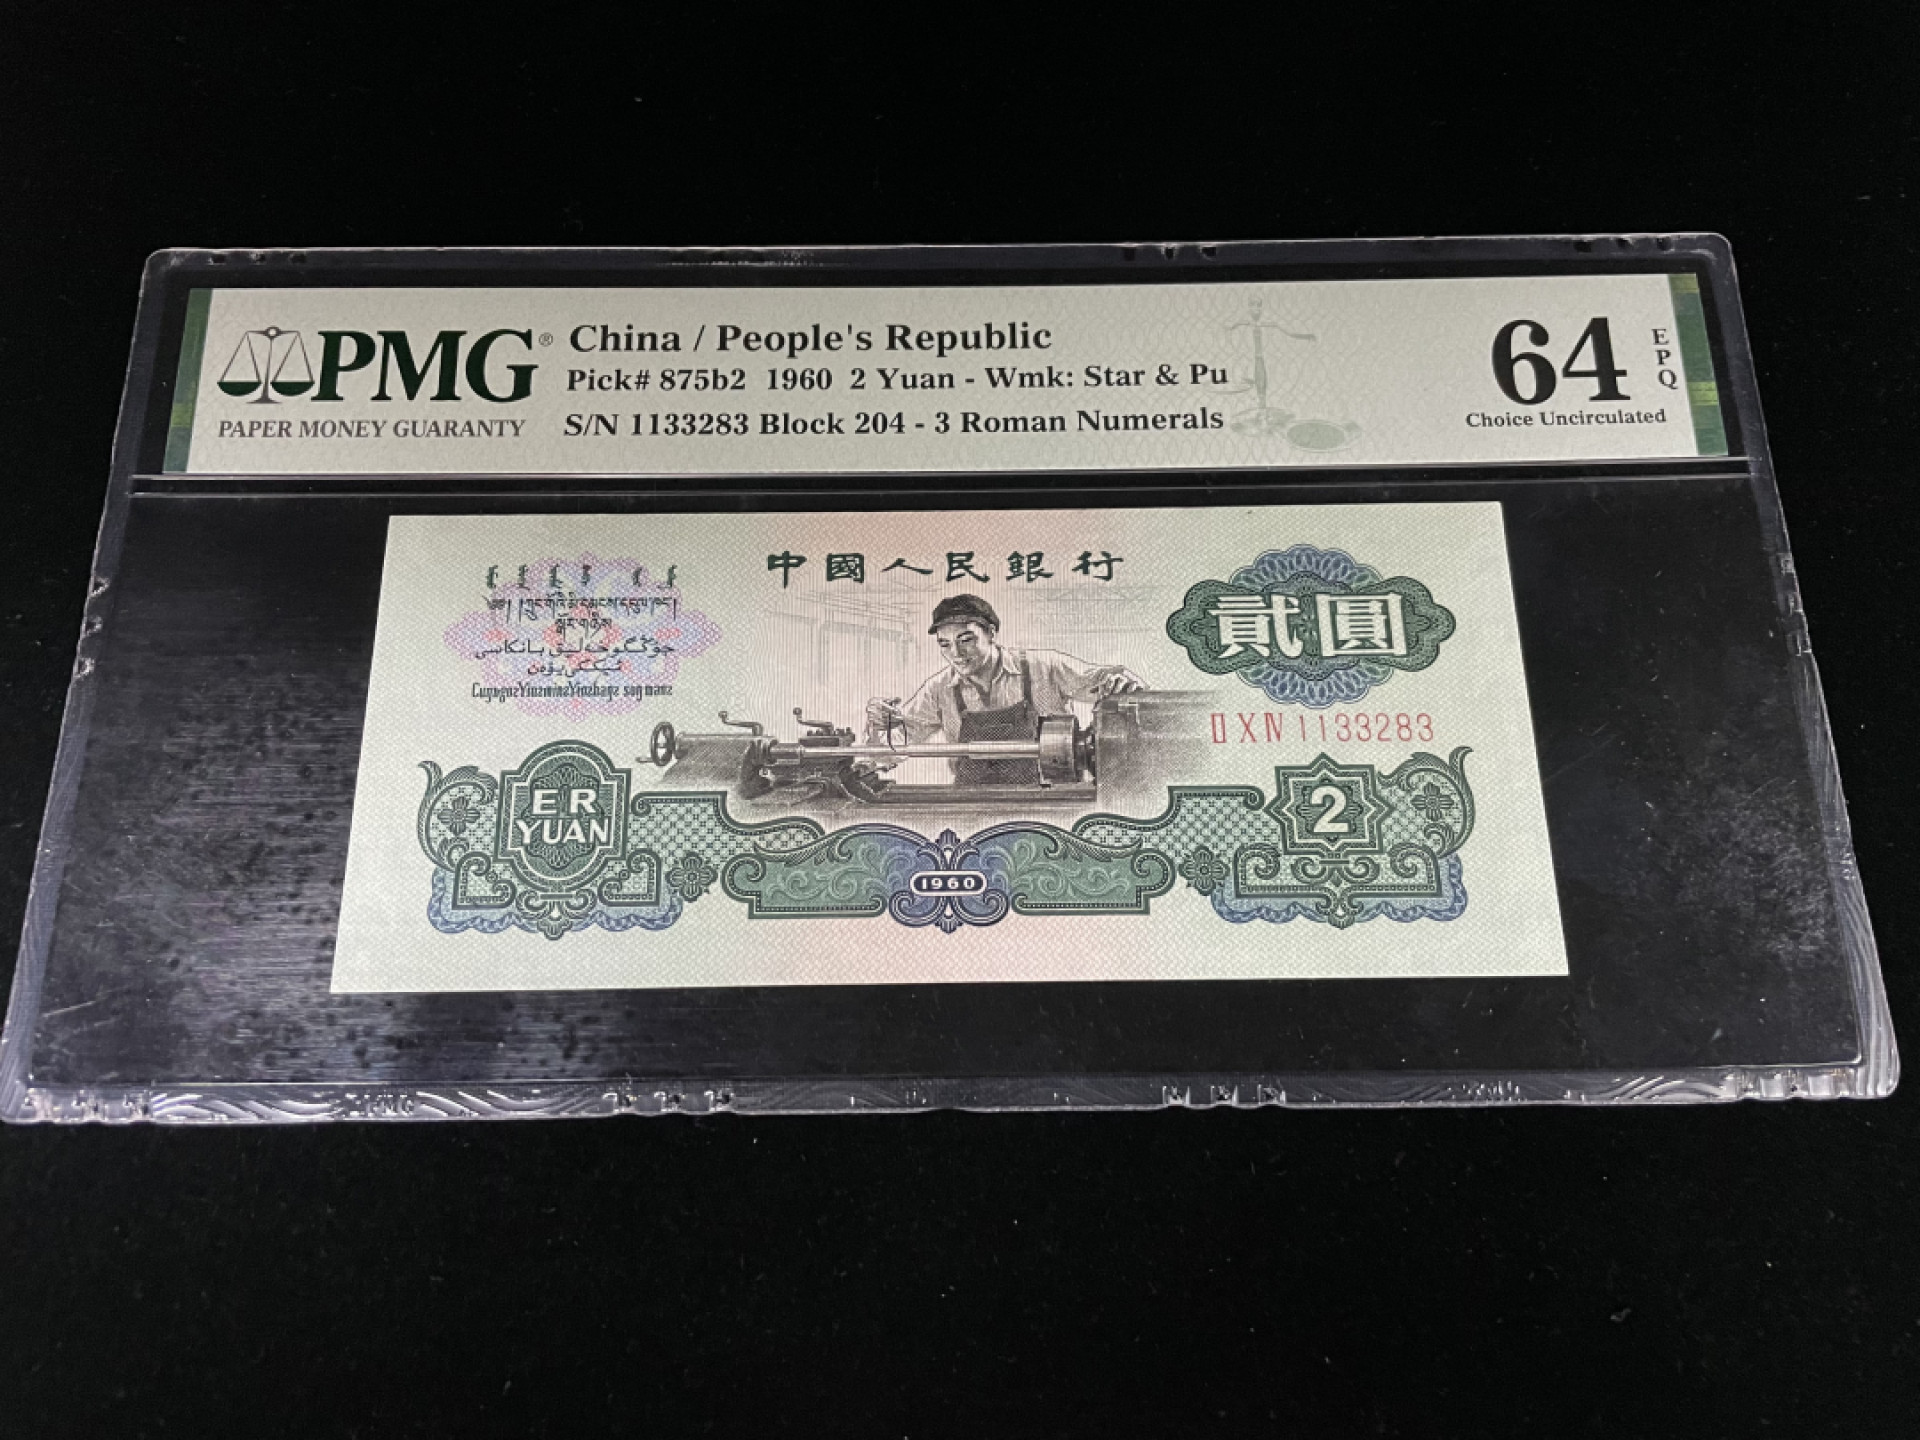 PMG®
PAPER MONEY GUARANTY
China / People's Republic
Pick# 875b2 1960 2 Yuan - Wmk: Star & Pu
S/N 1133283 Block 204 - 3 Roman Numerals
64
EPQ
Choice Uncirculated
中國人民銀行
貳圓
ⅡⅩⅣ 1133283
ER
YUAN
1960
2